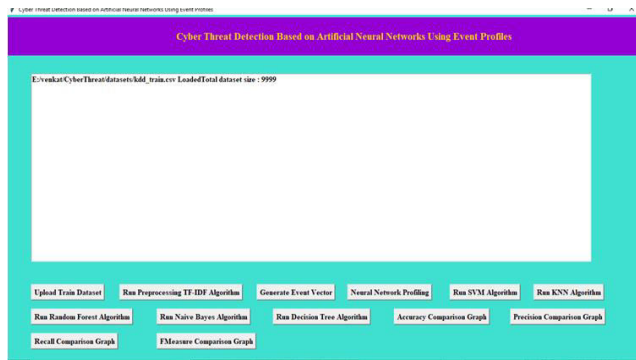 Cyber Threat Detection Based on Artificial Neural Networks Using Event Profiles
Cyber Threat Detection Based on Artificial Neural Networks Using Event Profiles
E:/venkat/CyberThreat/datasets/kdd_train.csv LoadedTotal dataset size : 9999
Upload Train Dataset Run Preprocessing TF-IDF Algorithm Generate Event Vector Neural Network Profiling Run SVM Algorithm Run KNN Algorithm
Run Random Forest Algorithm Run Naive Bayes Algorithm Run Decision Tree Algorithm Accuracy Comparison Graph Precision Comparison Graph
Recall Comparison Graph FMeasure Comparison Graph